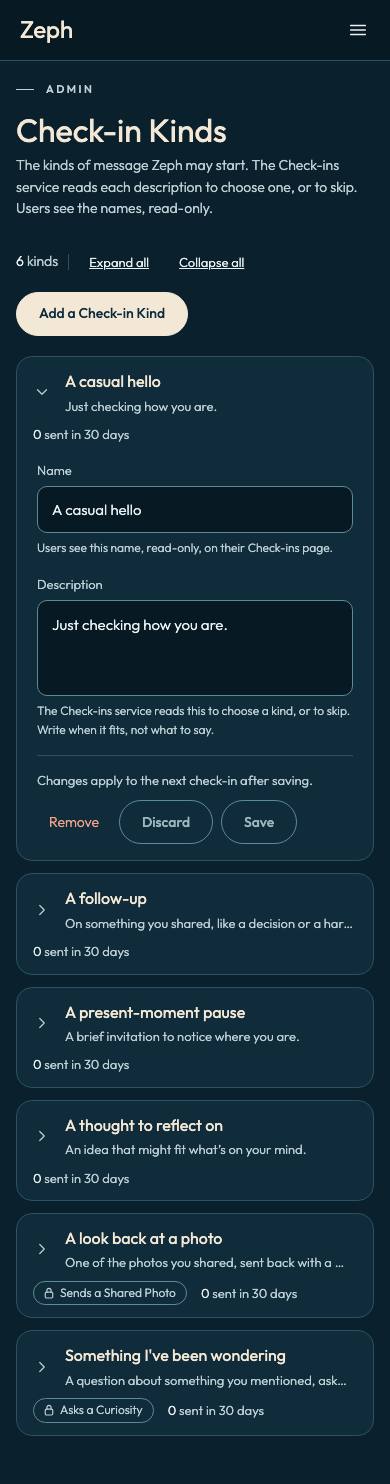 Zeph
ADMIN
Check-in Kinds
The kinds of message Zeph may start. The Check-ins
service reads each description to choose one, or to skip.
Users see the names, read-only.
6 kinds
Expand all
Collapse all
Add a Check-in Kind
A casual hello
Just checking how you are.
0 sent in 30 days
Name
A casual hello
Users see this name, read-only, on their Check-ins page.
Description
Just checking how you are.
The Check-ins service reads this to choose a kind, or to skip.
Write when it fits, not what to say.
Changes apply to the next check-in after saving.
Remove
Discard
Save
A follow-up
On something you shared, like a decision or a har...
0 sent in 30 days
A present-moment pause
A brief invitation to notice where you are.
0 sent in 30 days
A thought to reflect on
An idea that might fit what's on your mind.
0 sent in 30 days
A look back at a photo
One of the photos you shared, sent back with a ...
Sends a Shared Photo
0 sent in 30 days
Something I've been wondering
A question about something you mentioned, ask...
Asks a Curiosity
0 sent in 30 days